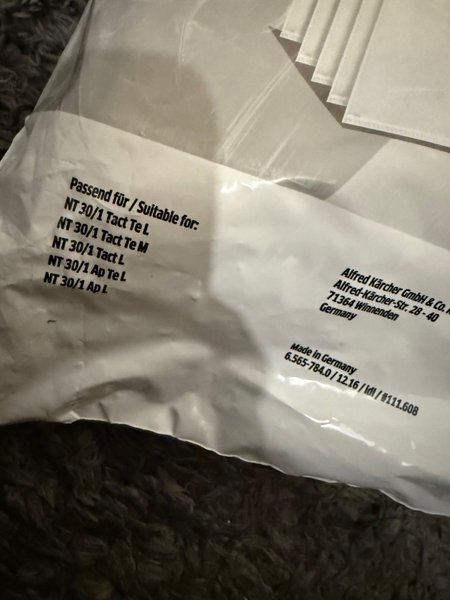 Passend für / Suitable for:
NT 30/1 Tact Te L
NT 30/1 Tact Te M
NT 30/1 Tact L
NT 30/1 Ap Te L
NT 30/1 Ap L
Alfred Kärcher GmbH & Co.
Alfred-Kärcher-Str. 28 - 40
71364 Winnenden
Germany
Made in Germany
6.565-784.0 / 12.16 / ldl / #111.608